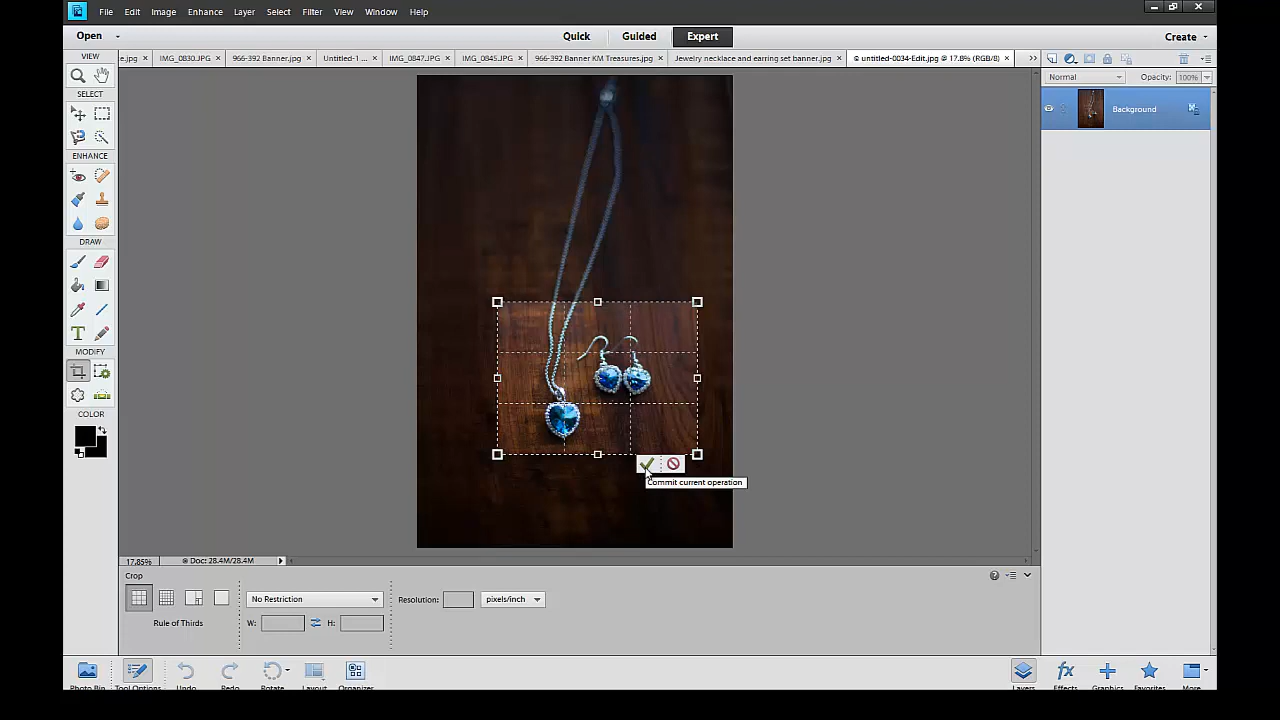 File Edit Image Enhance Layer Select Filter View Window Help
Open Quick Guided Expert Create
e.jpg IMG_0830.JPG 966-392 Banner.jpg Untitled-1 ... IMG_0847.JPG IMG_0845.JPG 966-392 Banner KM Treasures.jpg Jewelry necklace and earring set banner.jpg untitled-0034-Edit.jpg @ 17.8% (RGB/8)
VIEW
SELECT
ENHANCE
DRAW
MODIFY
COLOR
Normal Opacity: 100%
Background
Commit current operation
17.85% Doc: 28.4M/28.4M
Crop
No Restriction Resolution: pixels/inch
Rule of Thirds W: H:
Photo Bin Tool Options Undo Redo Rotate Layout Organizer Layers Effects Graphics Favorites More